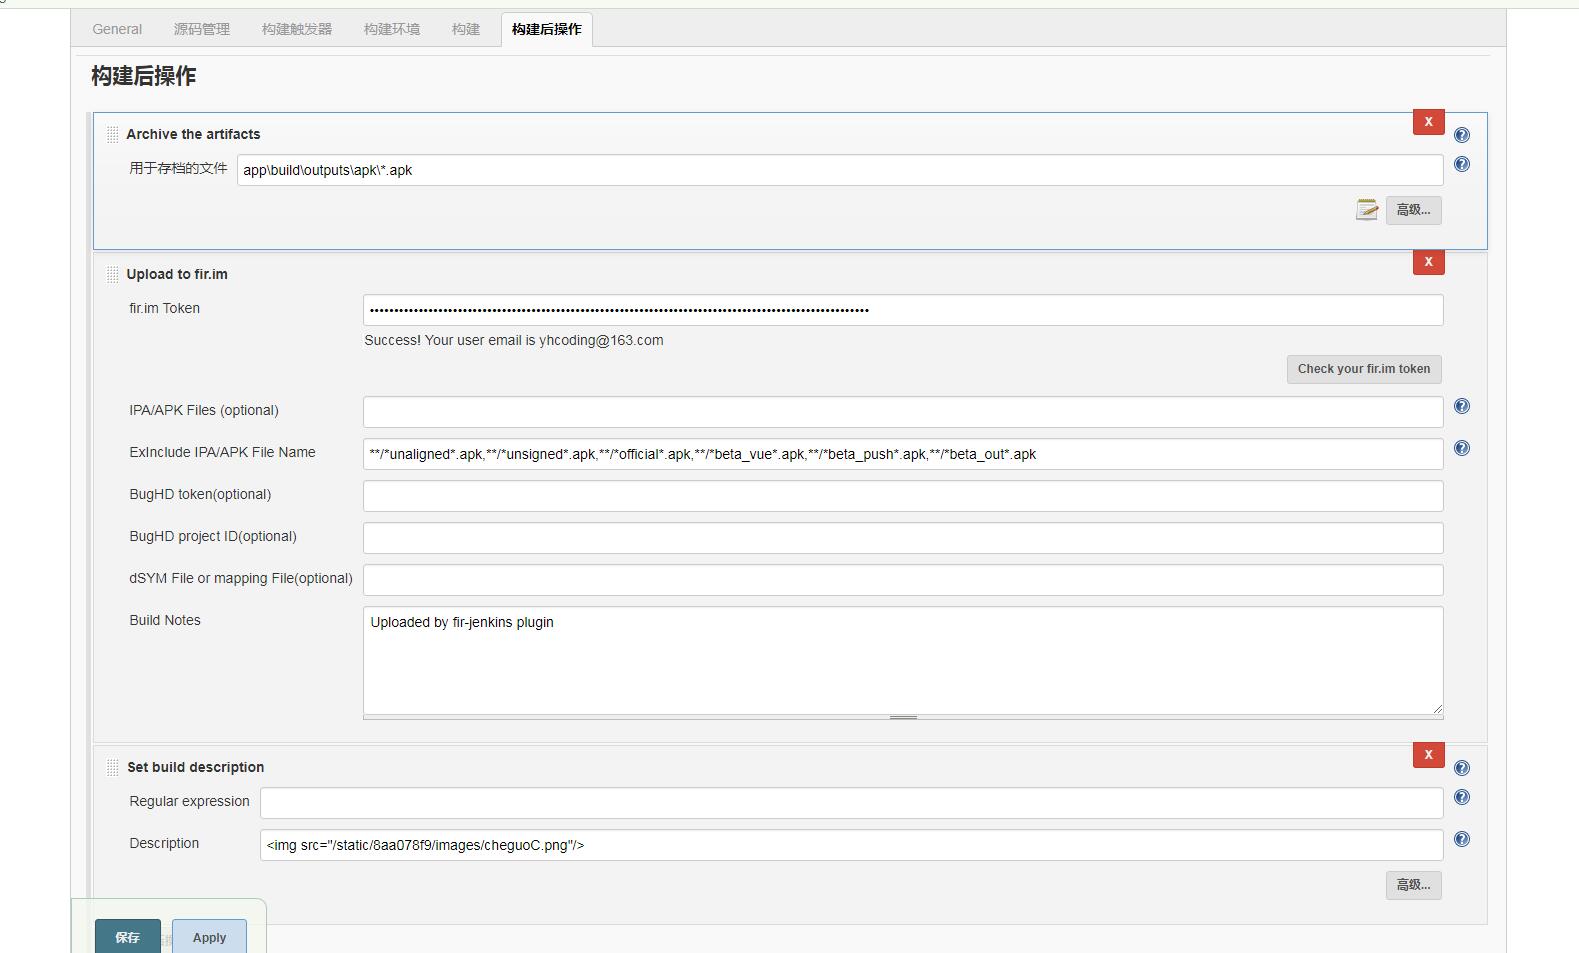 General 源码管理 构建触发器 构建环境 构建 构建后操作
构建后操作
Archive the artifacts
X
用于存档的文件 app\build\outputs\apk\*.apk
高级...
Upload to fir.im
X
fir.im Token
Success! Your user email is yhcoding@163.com
Check your fir.im token
IPA/APK Files (optional)
ExInclude IPA/APK File Name **/*unaligned*.apk,**/*unsigned*.apk,**/*official*.apk,**/*beta_vue*.apk,**/*beta_push*.apk,**/*beta_out*.apk
BugHD token(optional)
BugHD project ID(optional)
dSYM File or mapping File(optional)
Build Notes Uploaded by fir-jenkins plugin
Set build description
X
Regular expression
Description <img src="/static/8aa078f9/images/cheguoC.png"/>
高级...
保存 Apply